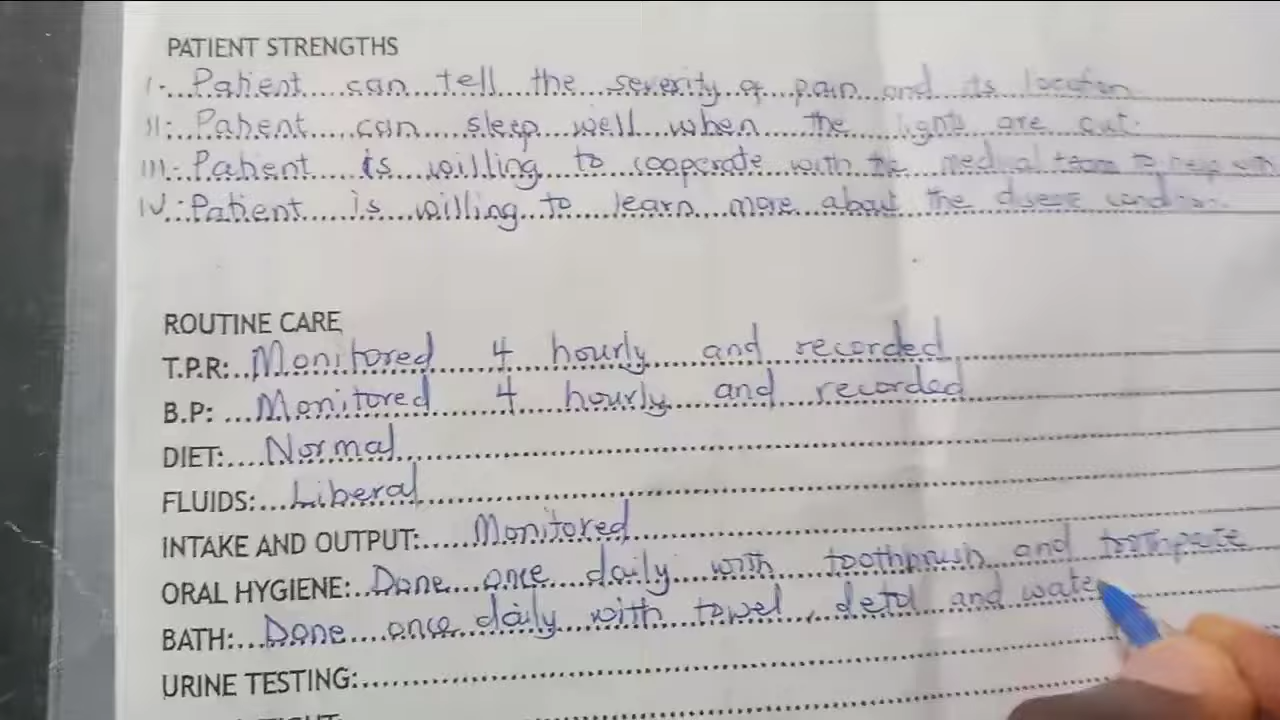 PATIENT STRENGTHS
I. Patient can tell the severity of pain and its location
II. Patient can sleep well when the lights are out.
III. Patient is willing to cooperate with the medical team to help with
IV. Patient is willing to learn more about the disease condition.
ROUTINE CARE
T.P.R: Monitored 4 hourly and recorded
B.P: Monitored 4 hourly and recorded
DIET: Normal
FLUIDS: Liberal
INTAKE AND OUTPUT: Monitored
ORAL HYGIENE: Done once daily with toothbrush and toothpaste
BATH: Done once daily with towel, detol and water
URINE TESTING: